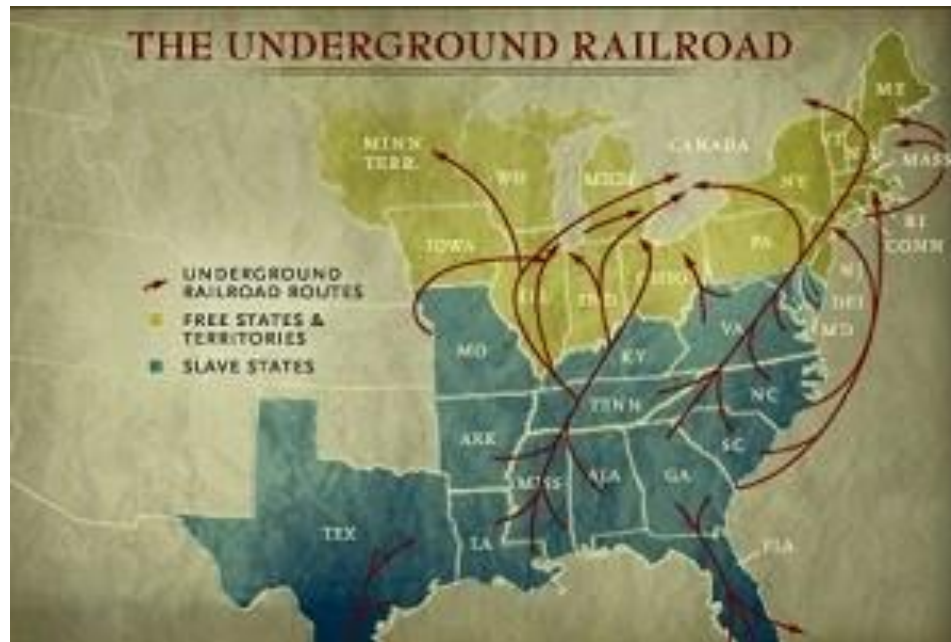 THE UNDERGROUND RAILROAD
ME
MINN
TERR.
CANADA
VT
WIS
MICH
MASS
NY
RI
CONN
IOWA
PA
UNDERGROUND
RAILROAD ROUTES
NJ
ILL
IND
OHIO
DEL
FREE STATES &
TERRITORIES
MD
VA
SLAVE STATES
MO
KY
TENN
NC
ARK
SC
MISS
ALA
GA
TEX
LA
FLA